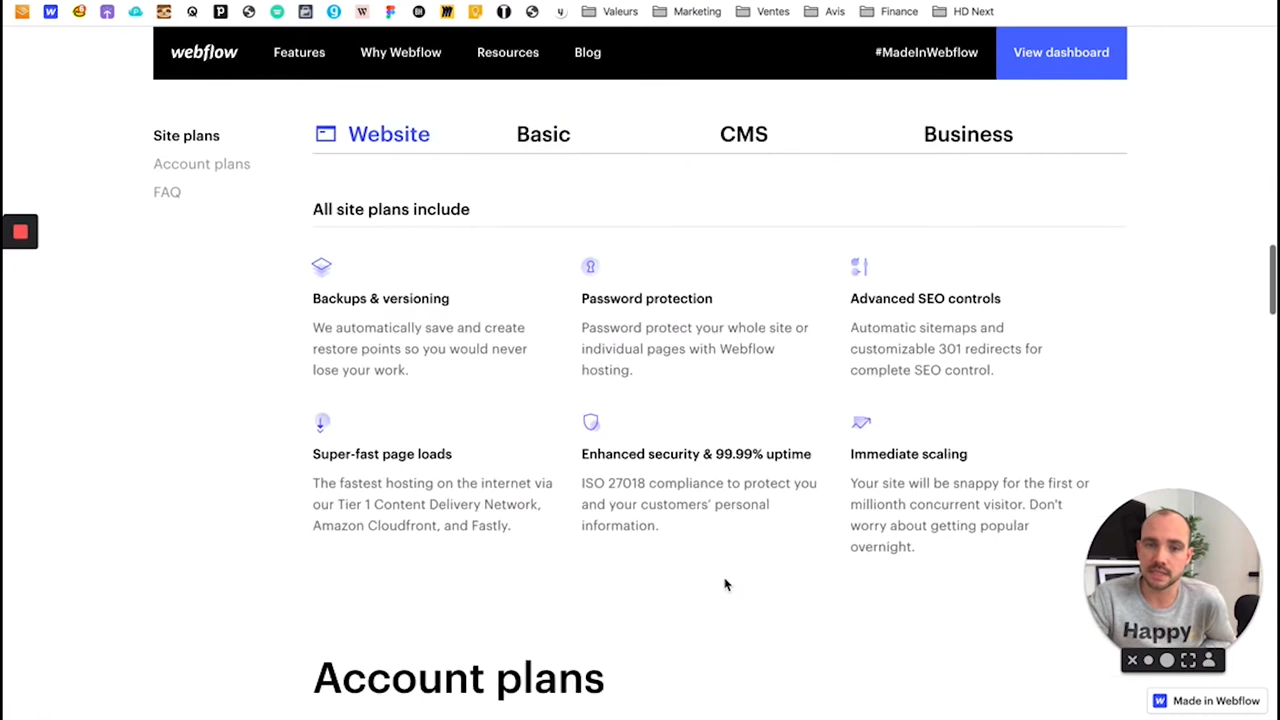 Valeurs Marketing Ventes Avis Finance HD Next
webflow Features Why Webflow Resources Blog #MadeInWebflow View dashboard
Site plans
Account plans
FAQ
Website Basic CMS Business
All site plans include
Backups & versioning
We automatically save and create
restore points so you would never
lose your work.
Password protection
Password protect your whole site or
individual pages with Webflow
hosting.
Advanced SEO controls
Automatic sitemaps and
customizable 301 redirects for
complete SEO control.
Super-fast page loads
The fastest hosting on the internet via
our Tier 1 Content Delivery Network,
Amazon Cloudfront, and Fastly.
Enhanced security & 99.99% uptime
ISO 27018 compliance to protect you
and your customers’ personal
information.
Immediate scaling
Your site will be snappy for the first or
millionth concurrent visitor. Don't
worry about getting popular
overnight.
Happy
Account plans
Made in Webflow